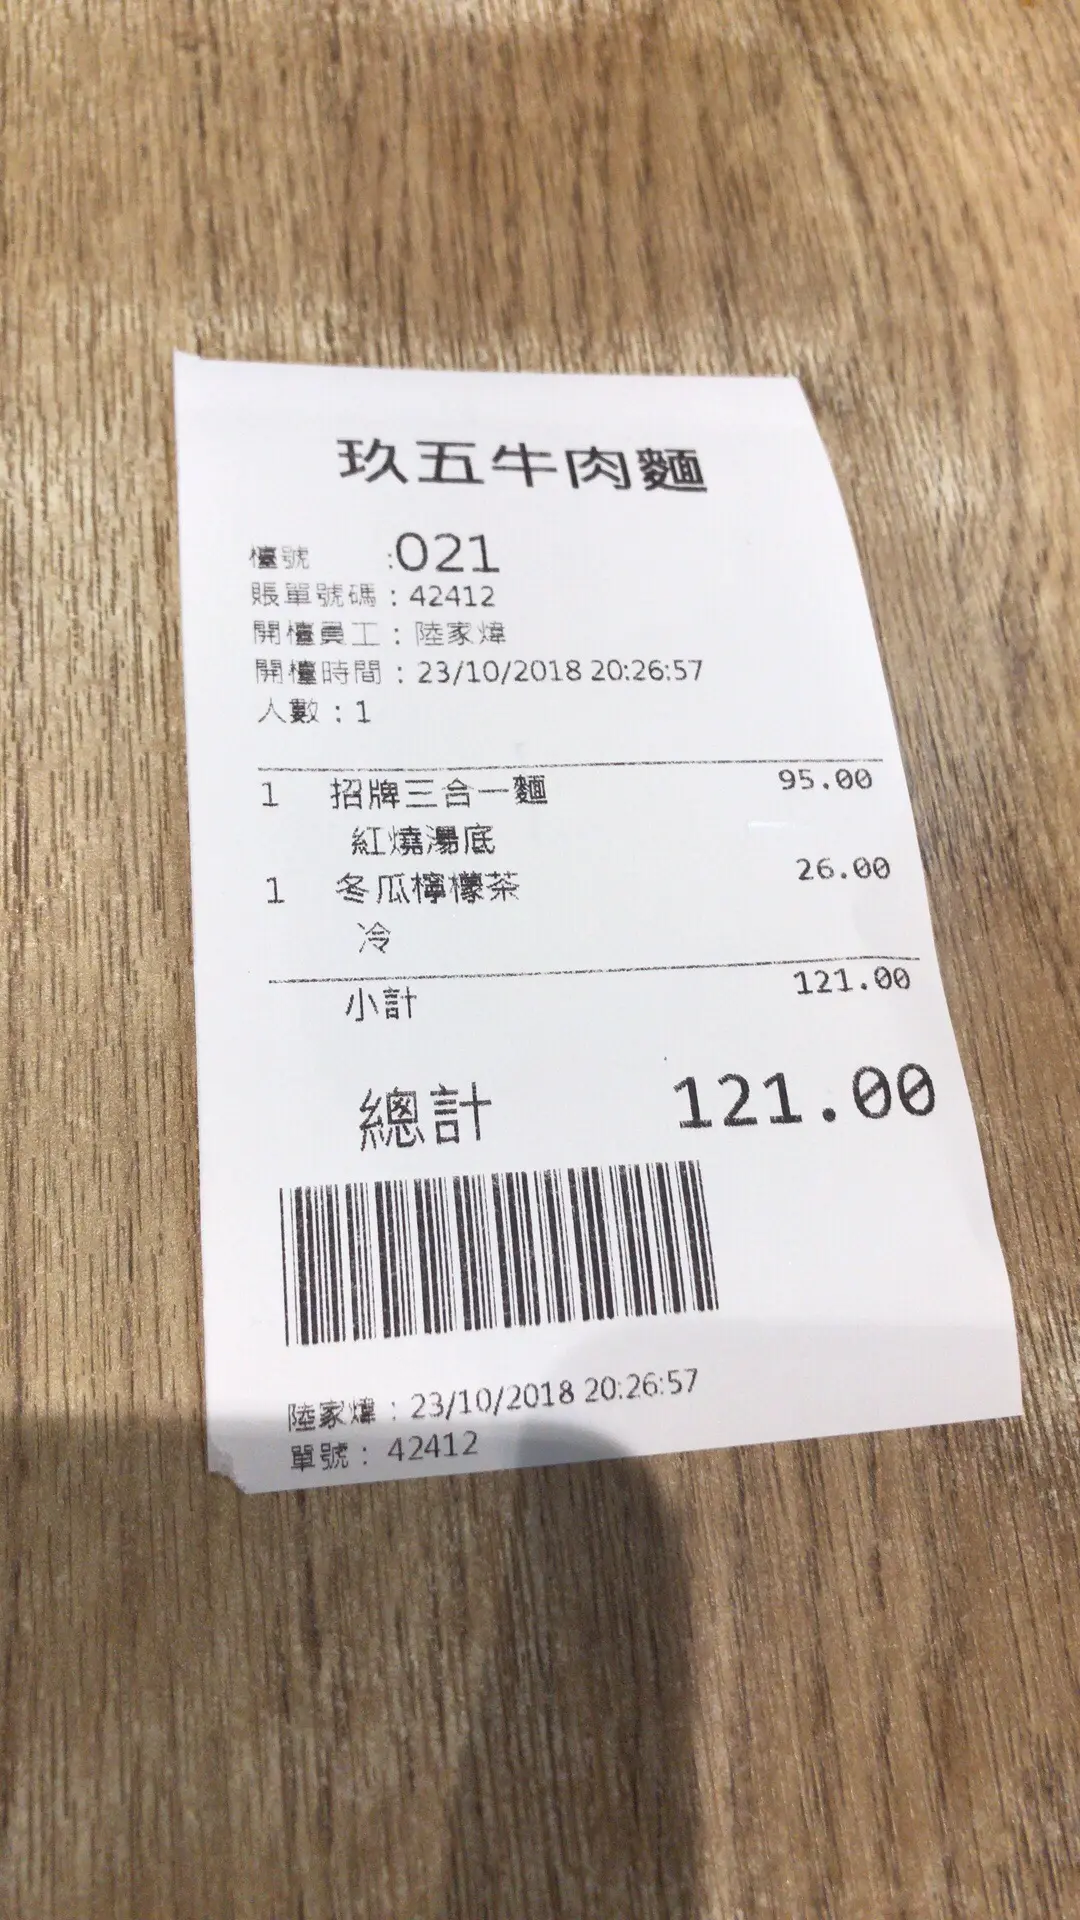 玖五牛肉麵
檯號 :021
賬單號碼：42412
開檯員工：陸家煒
開檯時間：23/10/2018 20:26:57
人數：1
1 招牌三合一麵 95.00
紅燒湯底
1 冬瓜檸檬茶 26.00
冷
小計 121.00
總計 121.00
陸家煒：23/10/2018 20:26:57
單號：42412